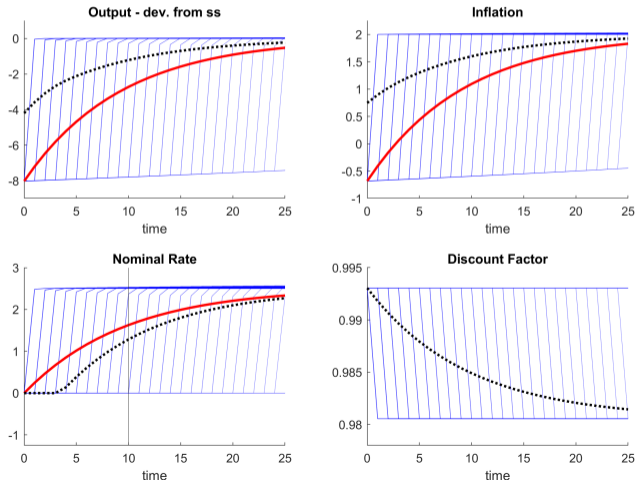 Output - dev. from ss
0
-2
-4
-6
-8
0 5 10 15 20 25
time
Inflation
2
1.5
1
0.5
0
-0.5
-1
0 5 10 15 20 25
time
Nominal Rate
3
2
1
0
-1
0 5 10 15 20 25
time
Discount Factor
0.995
0.99
0.985
0.98
0 5 10 15 20 25
time